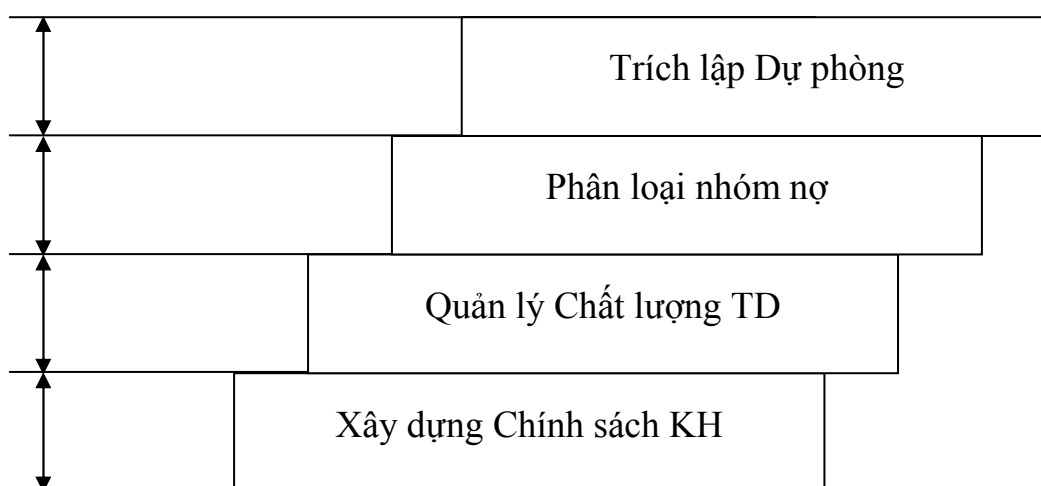 Trích lập Dự phòng
Phân loại nhóm nợ
Quản lý Chất lượng TD
Xây dựng Chính sách KH